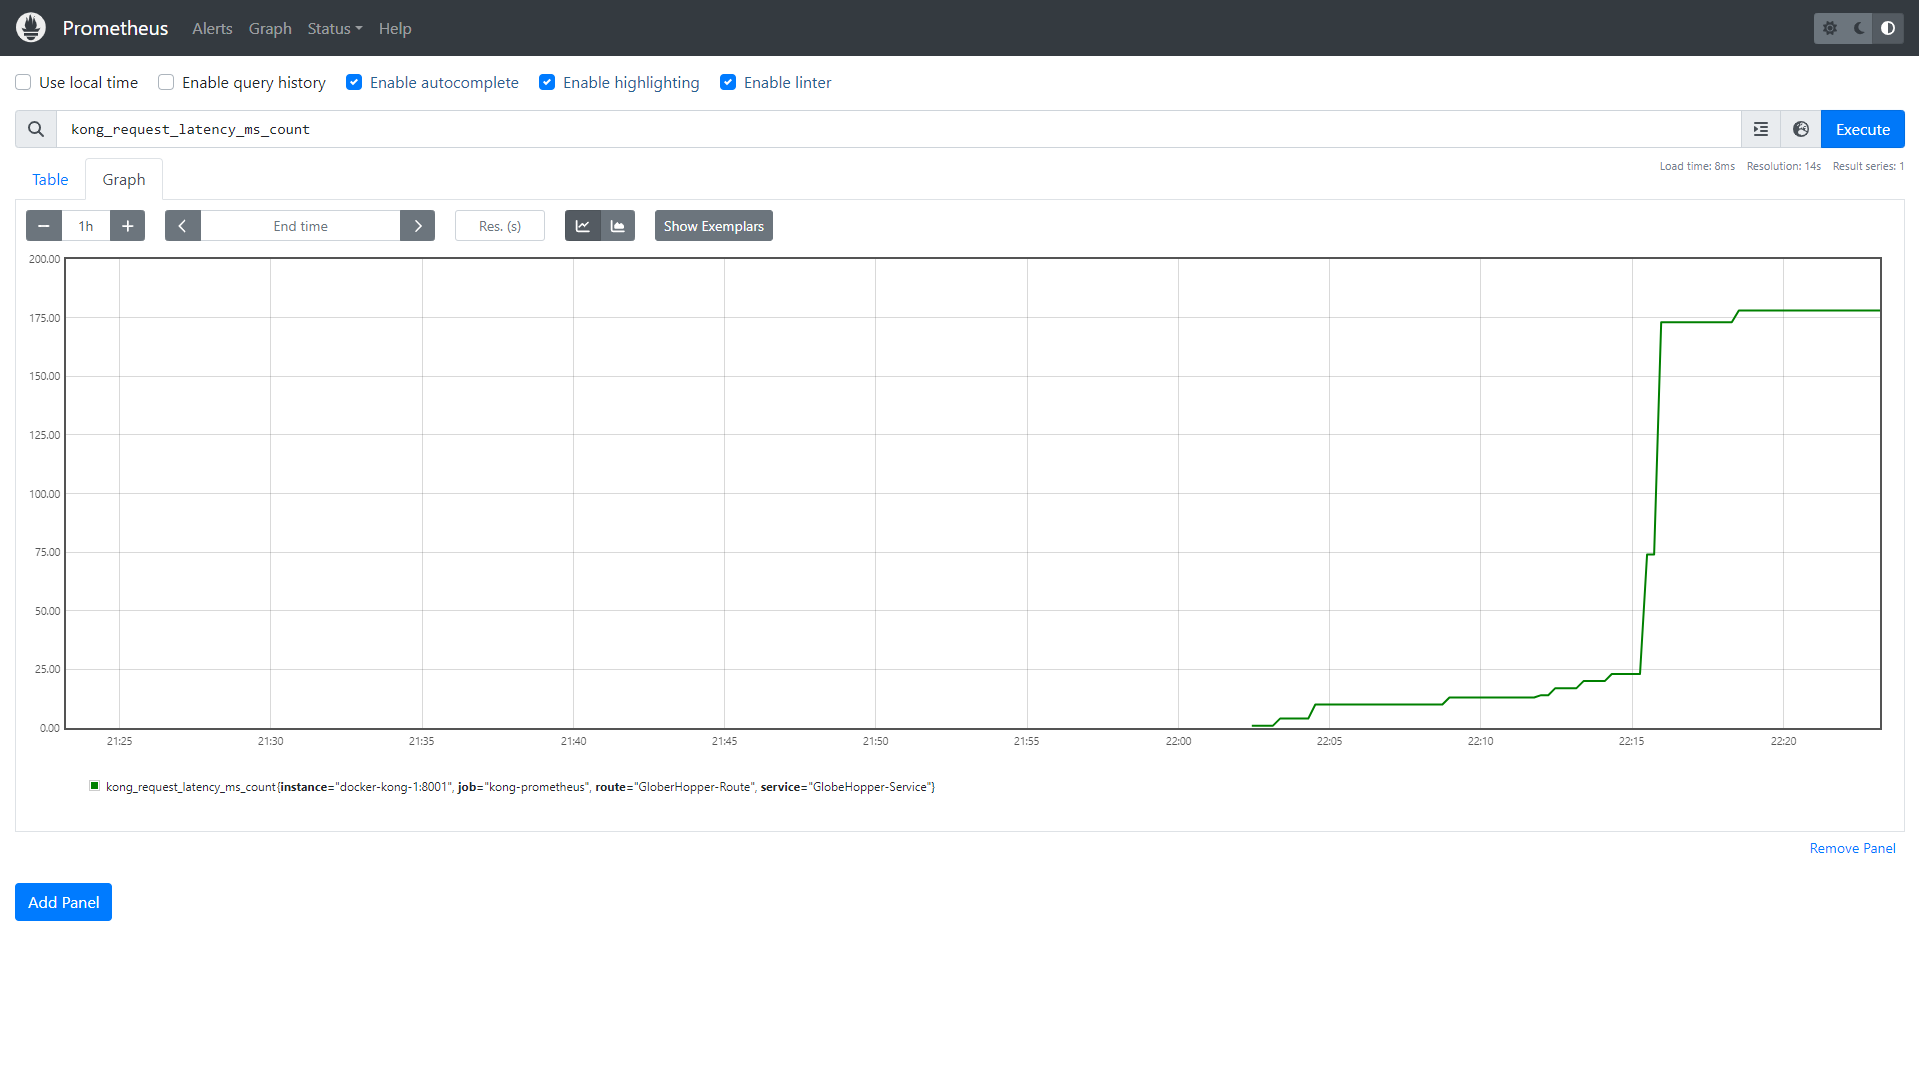 Prometheus Alerts Graph Status Help
Use local time Enable query history Enable autocomplete Enable highlighting Enable linter
kong_request_latency_ms_count Execute
Load time: 8ms Resolution: 14s Result series: 1
Table Graph
1h End time Res. (s) Show Exemplars
200.00
175.00
150.00
125.00
100.00
75.00
50.00
25.00
0.00
21:25 21:30 21:35 21:40 21:45 21:50 21:55 22:00 22:05 22:10 22:15 22:20
kong_request_latency_ms_count{instance="docker-kong-1:8001", job="kong-prometheus", route="GloberHopper-Route", service="GlobeHopper-Service"}
Remove Panel
Add Panel